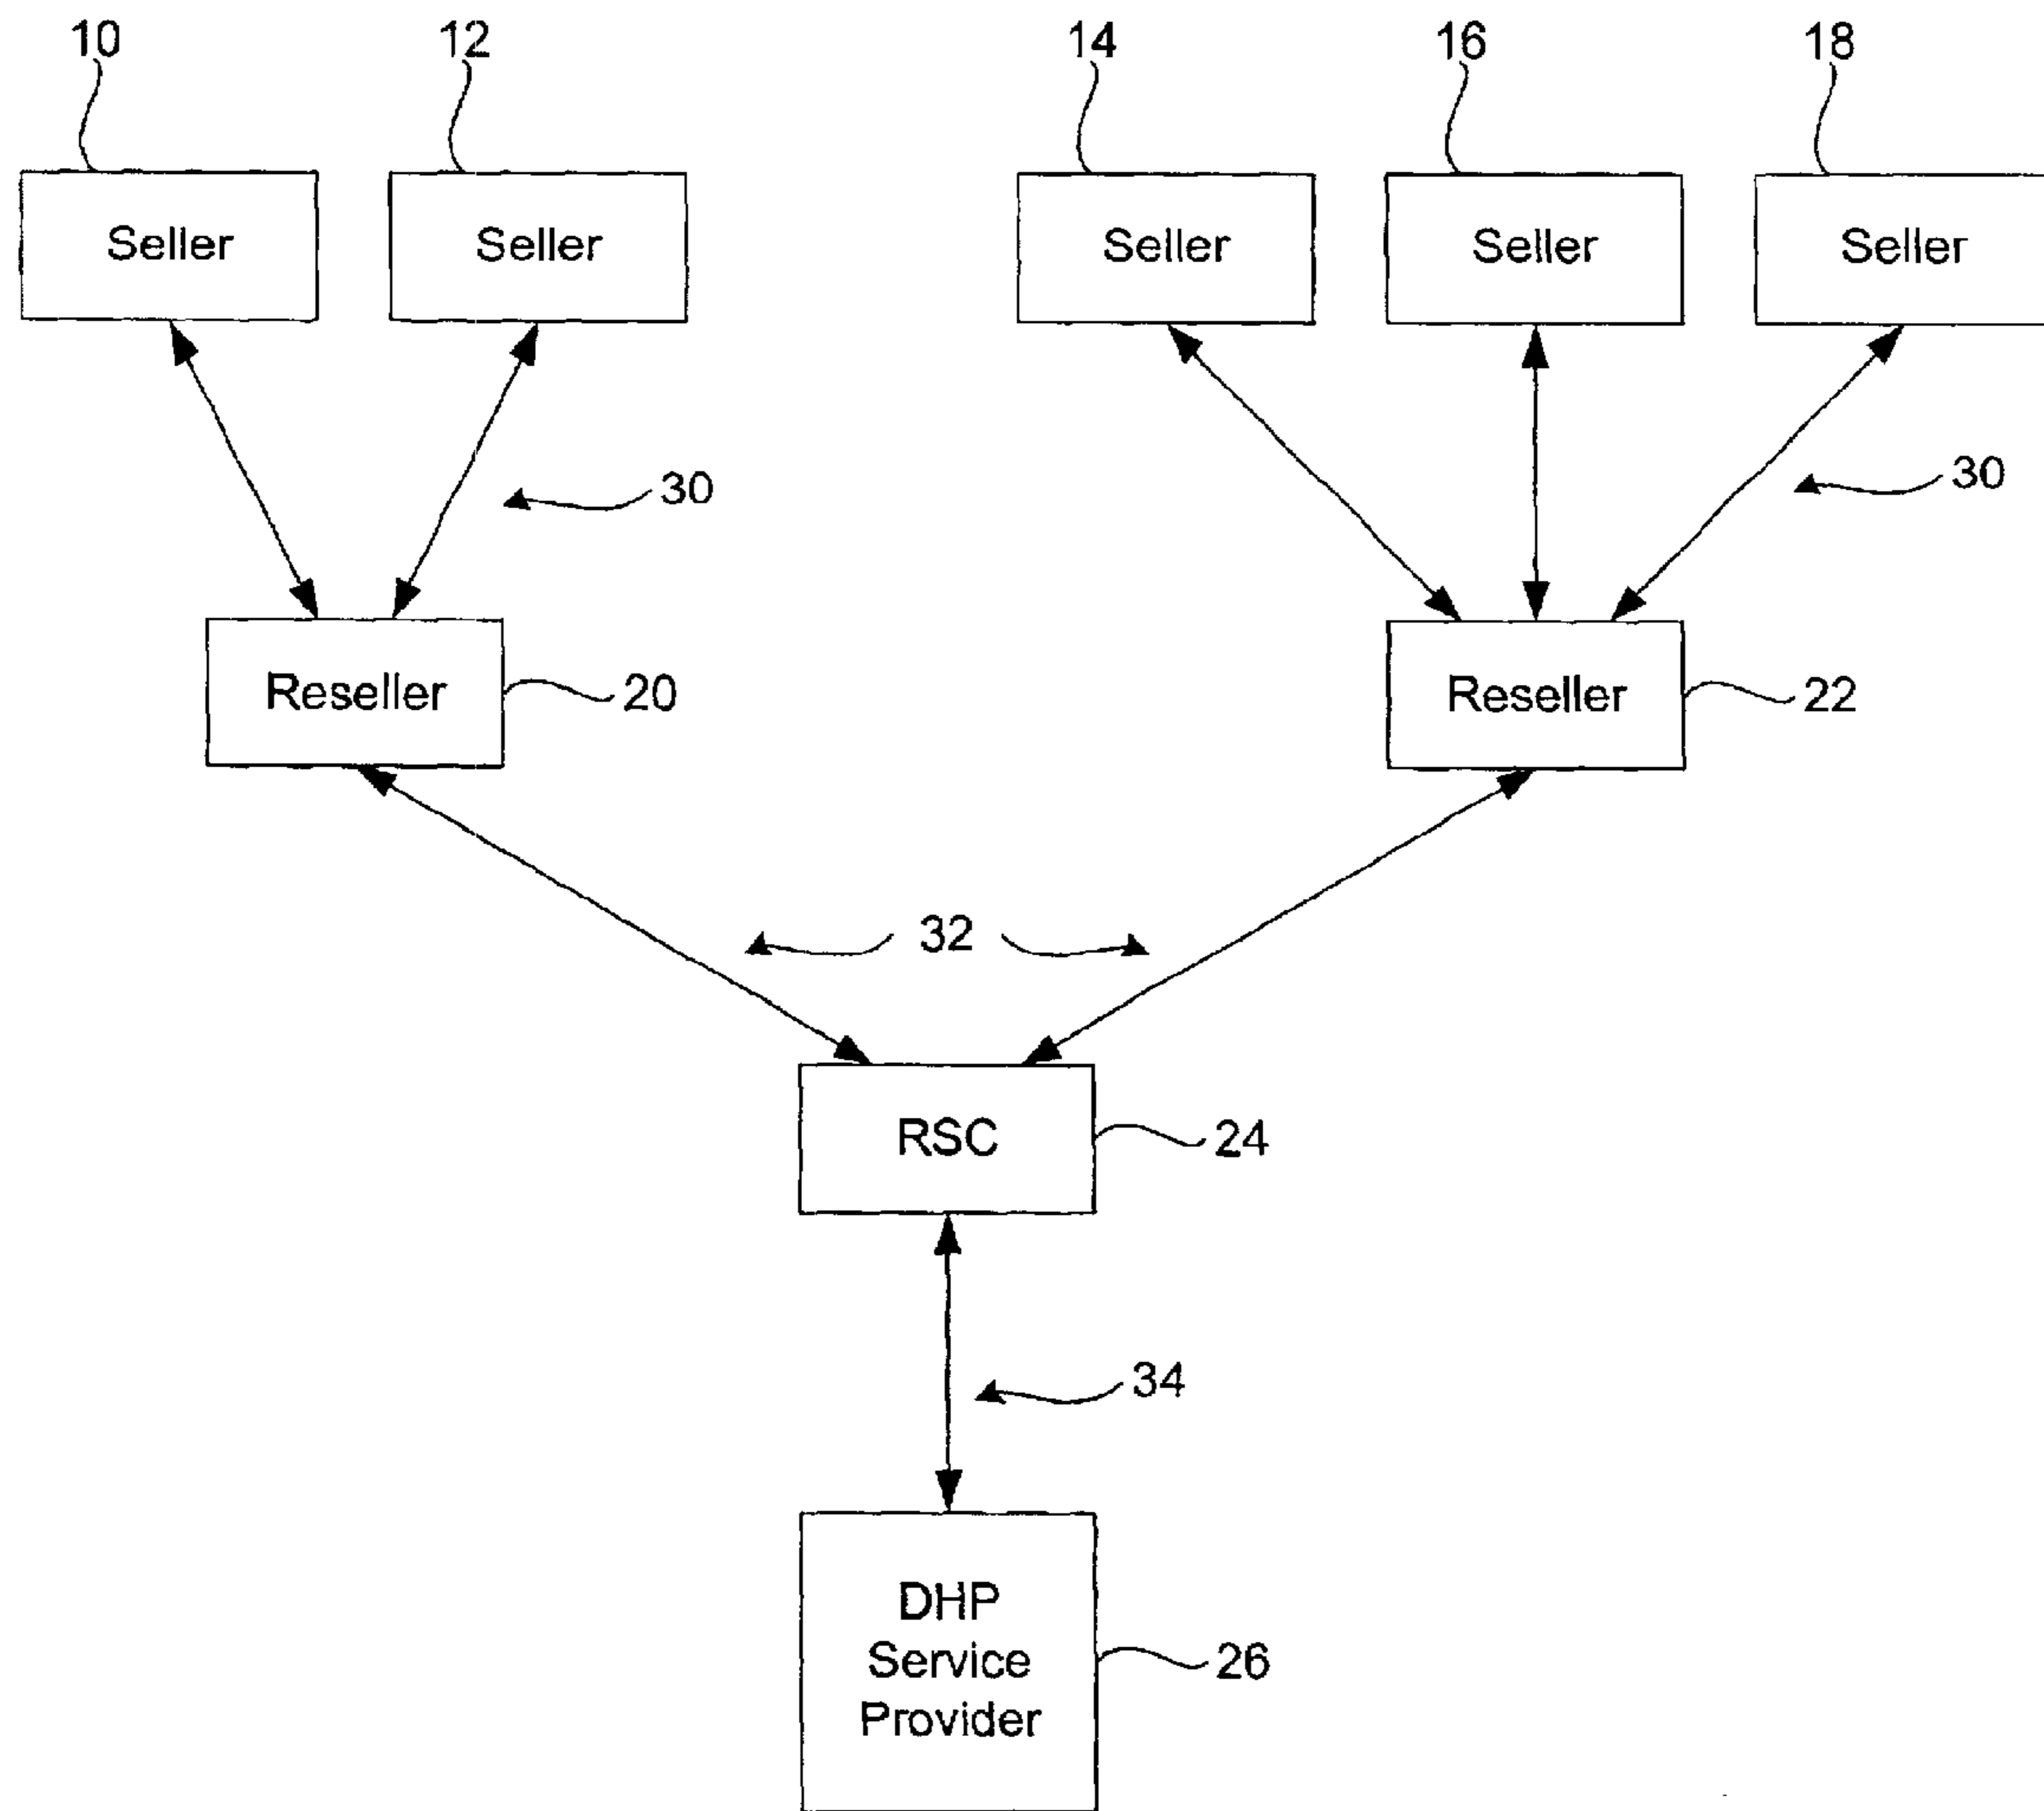 10
12
14
16
18
Seller
Seller
Seller
Seller
Seller
30
30
Reseller
20
Reseller
22
32
RSC
24
34
DHP
Service
Provider
26